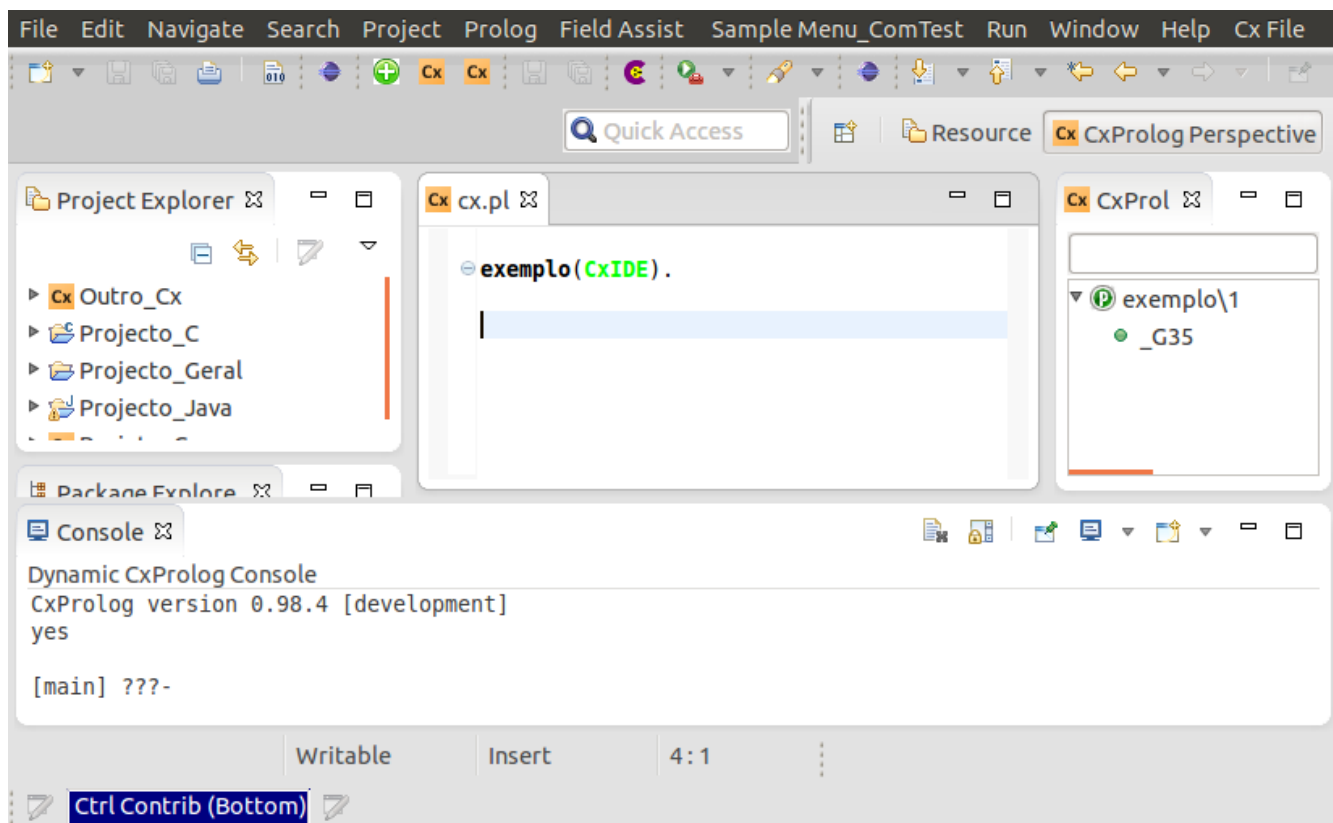 File Edit Navigate Search Project Prolog Field Assist Sample Menu_ComTest Run Window Help Cx File
010 Cx Cx C
Quick Access Resource Cx CxProlog Perspective
Project Explorer
Cx Outro_Cx
Projecto_C
Projecto_Geral
Projecto_Java
Package Explore
Cx cx.pl
exemplo(CxIDE).
Cx CxProl
P exemplo\1
_G35
Console
Dynamic CxProlog Console
CxProlog version 0.98.4 [development]
yes
[main] ???-
Writable Insert 4:1
Ctrl Contrib (Bottom)